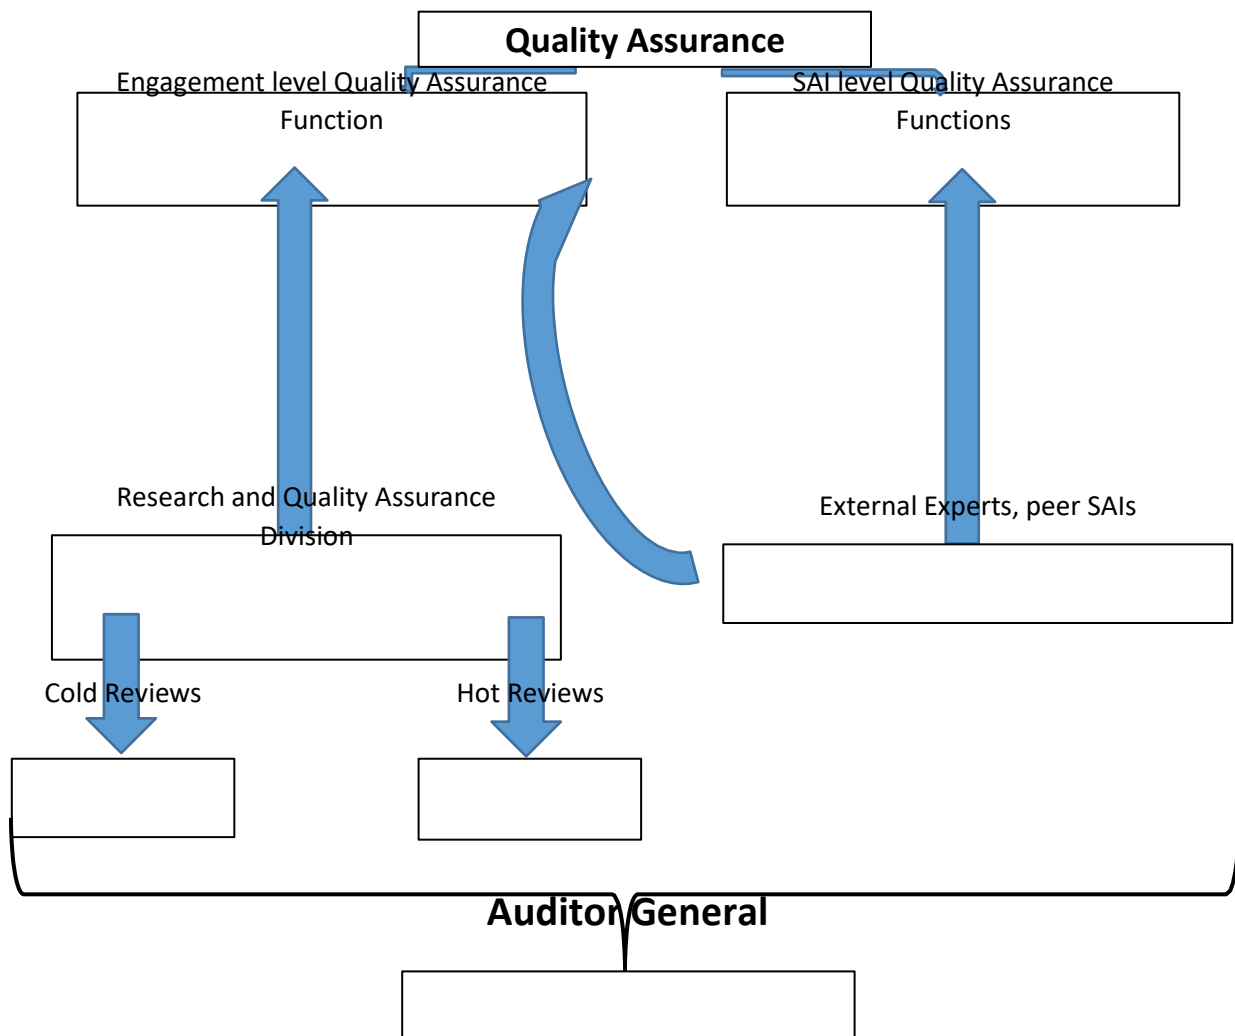 Quality Assurance
Engagement level Quality Assurance
Function
SAI level Quality Assurance
Functions
Research and Quality Assurance
Division
External Experts, peer SAIs
Cold Reviews
Hot Reviews
Auditor General